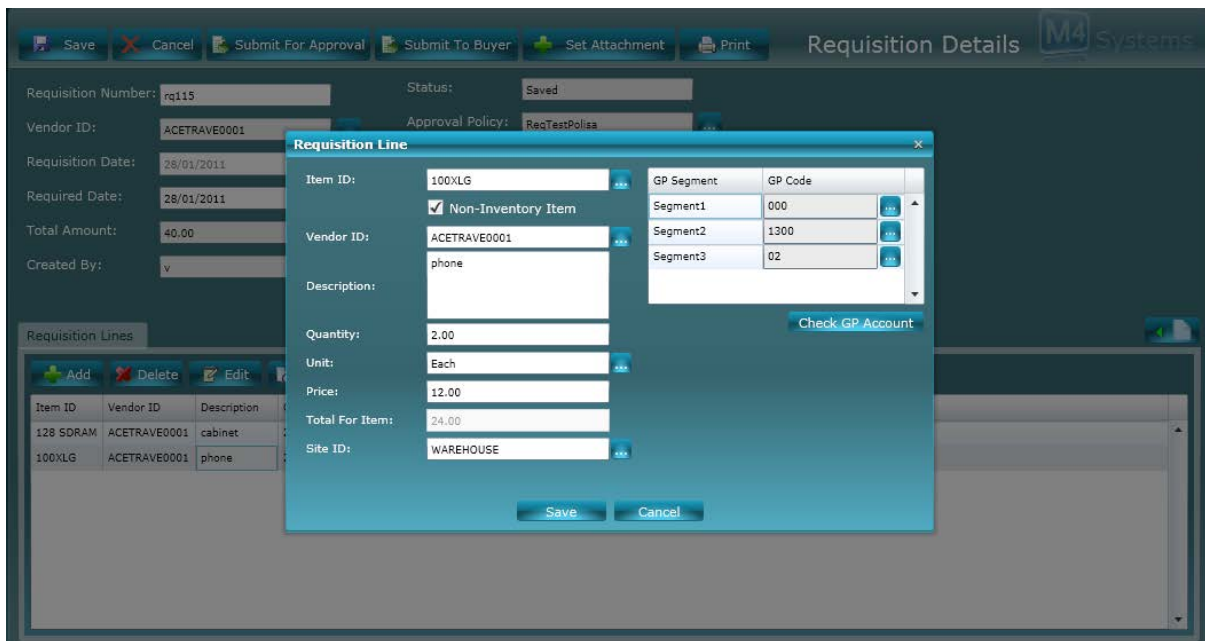 Save Cancel Submit For Approval Submit To Buyer Set Attachment Print Requisition Details M4 Systems
Requisition Number: rq115 Status: Saved
Vendor ID: ACETRAVE0001 Approval Policy: ReqTestPolisa
Requisition Date: 28/01/2011
Required Date: 28/01/2011
Total Amount: 40.00
Created By: v
Requisition Lines
Add Delete Edit
Item ID Vendor ID Description
128 SDRAM ACETRAVE0001 cabinet
100XLG ACETRAVE0001 phone
Requisition Line
Item ID: 100XLG ...
Non-Inventory Item
Vendor ID: ACETRAVE0001 ...
Description: phone
Quantity: 2.00
Unit: Each ...
Price: 12.00
Total For Item: 24.00
Site ID: WAREHOUSE ...
GP Segment GP Code
Segment1 000 ...
Segment2 1300 ...
Segment3 02 ...
Check GP Account
Save Cancel